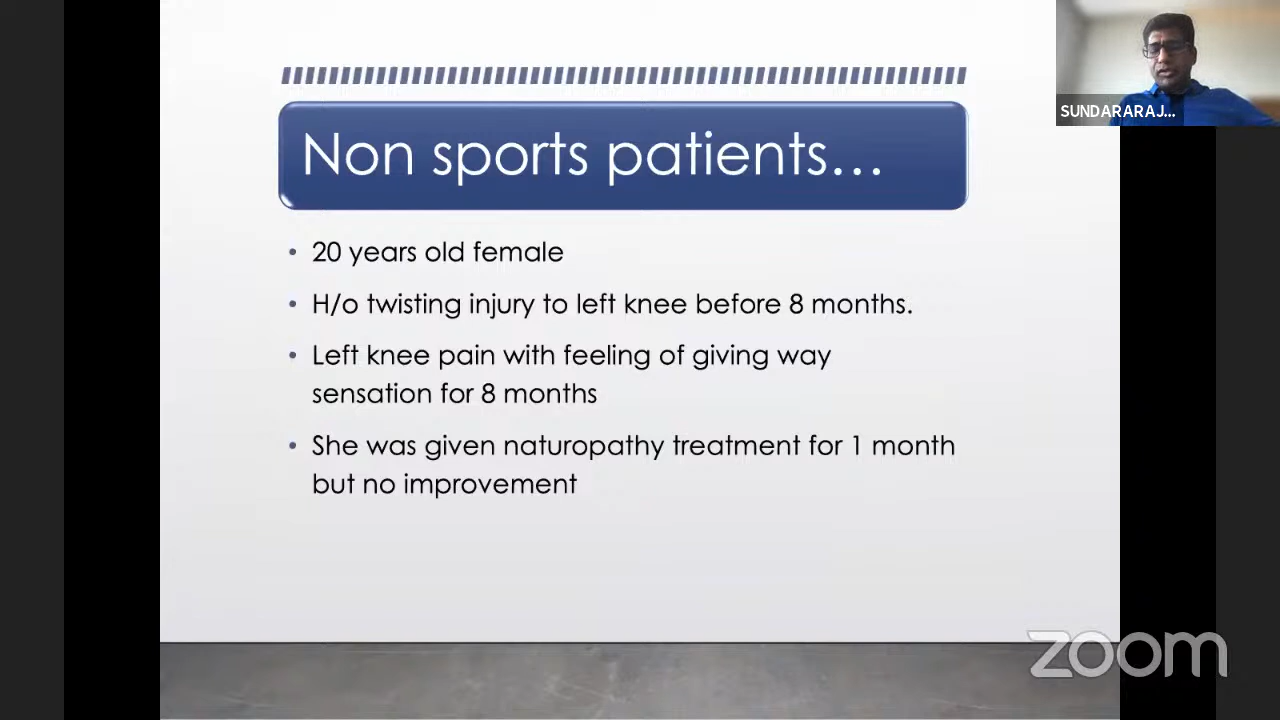 SUNDARARAJ...
Non sports patients...
• 20 years old female
• H/o twisting injury to left knee before 8 months.
• Left knee pain with feeling of giving way
sensation for 8 months
• She was given naturopathy treatment for 1 month
but no improvement
zoom